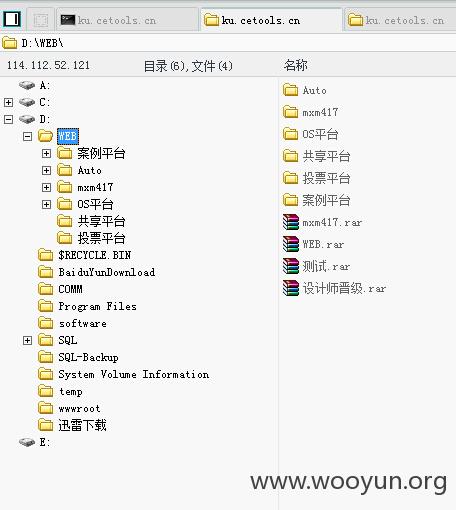 ku.cetools.cn ku.cetools.cn ku.cetools.cn
D:\WEB\
114.112.52.121 目录(6),文件(4) 名称
A:
C:
D:
WEB
案例平台
Auto
mxm417
OS平台
共享平台
投票平台
$RECYCLE.BIN
BaiduYunDownload
COMM
Program Files
software
SQL
SQL-Backup
System Volume Information
temp
wwwroot
迅雷下载
E:
Auto
mxm417
OS平台
共享平台
投票平台
案例平台
mxm417.rar
WEB.rar
测试.rar
设计师晋级.rar
www.wooyun.org